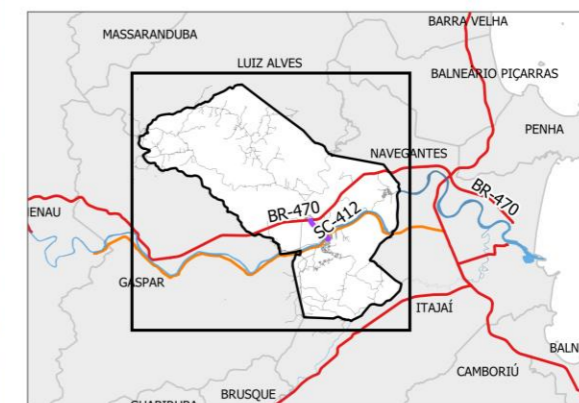 BARRA VELHA
MASSARANDUBA
LUIZ ALVES
BALNEÁRIO PIÇARRAS
PENHA
NAVEGANTES
BR-470
BR-470
SC-412
ENAU
GASPAR
ITAJAÍ
BALN
CAMBORIÚ
BRUSQUE